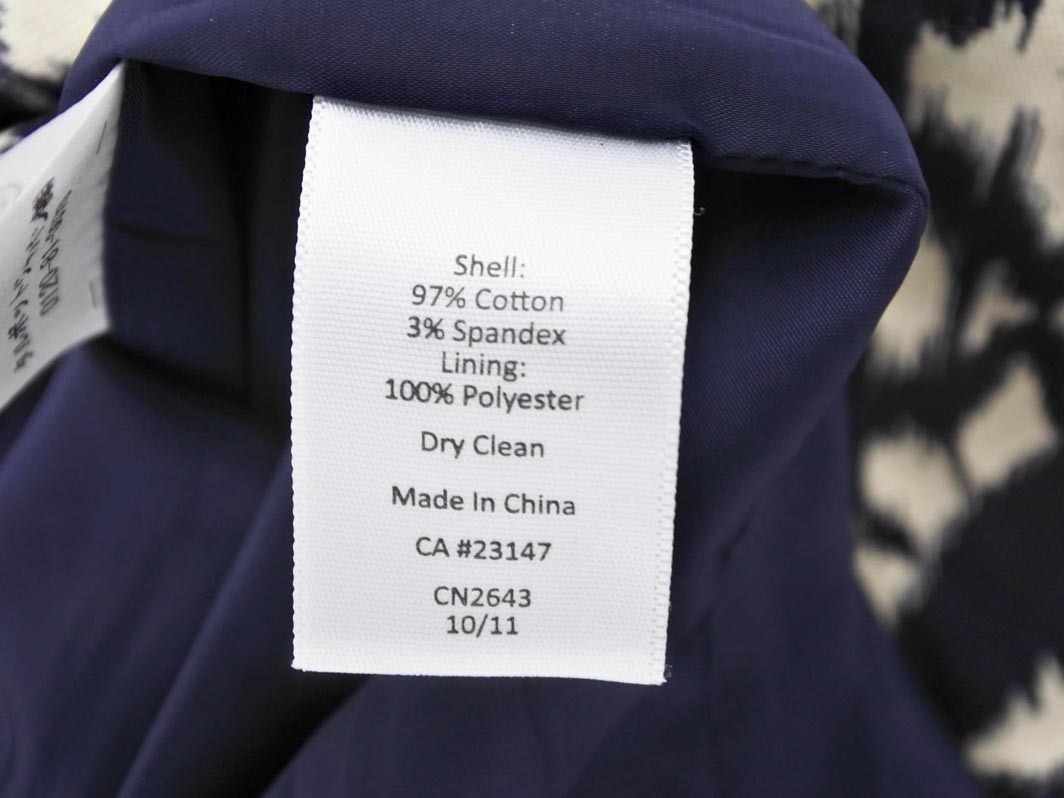 Shell:
97% Cotton
3% Spandex
Lining:
100% Polyester
Dry Clean
Made In China
CA #23147
CN2643
10/11